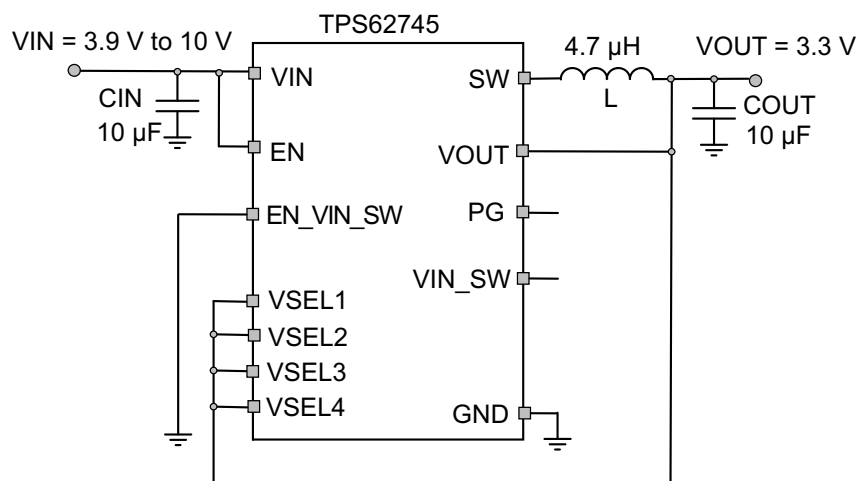 TPS62745
VIN = 3.9 V to 10 V
4.7 µH
VOUT = 3.3 V
VIN
SW
L
CIN
10 µF
COUT
10 µF
EN
VOUT
EN_VIN_SW
PG
VIN_SW
VSEL1
VSEL2
VSEL3
VSEL4
GND